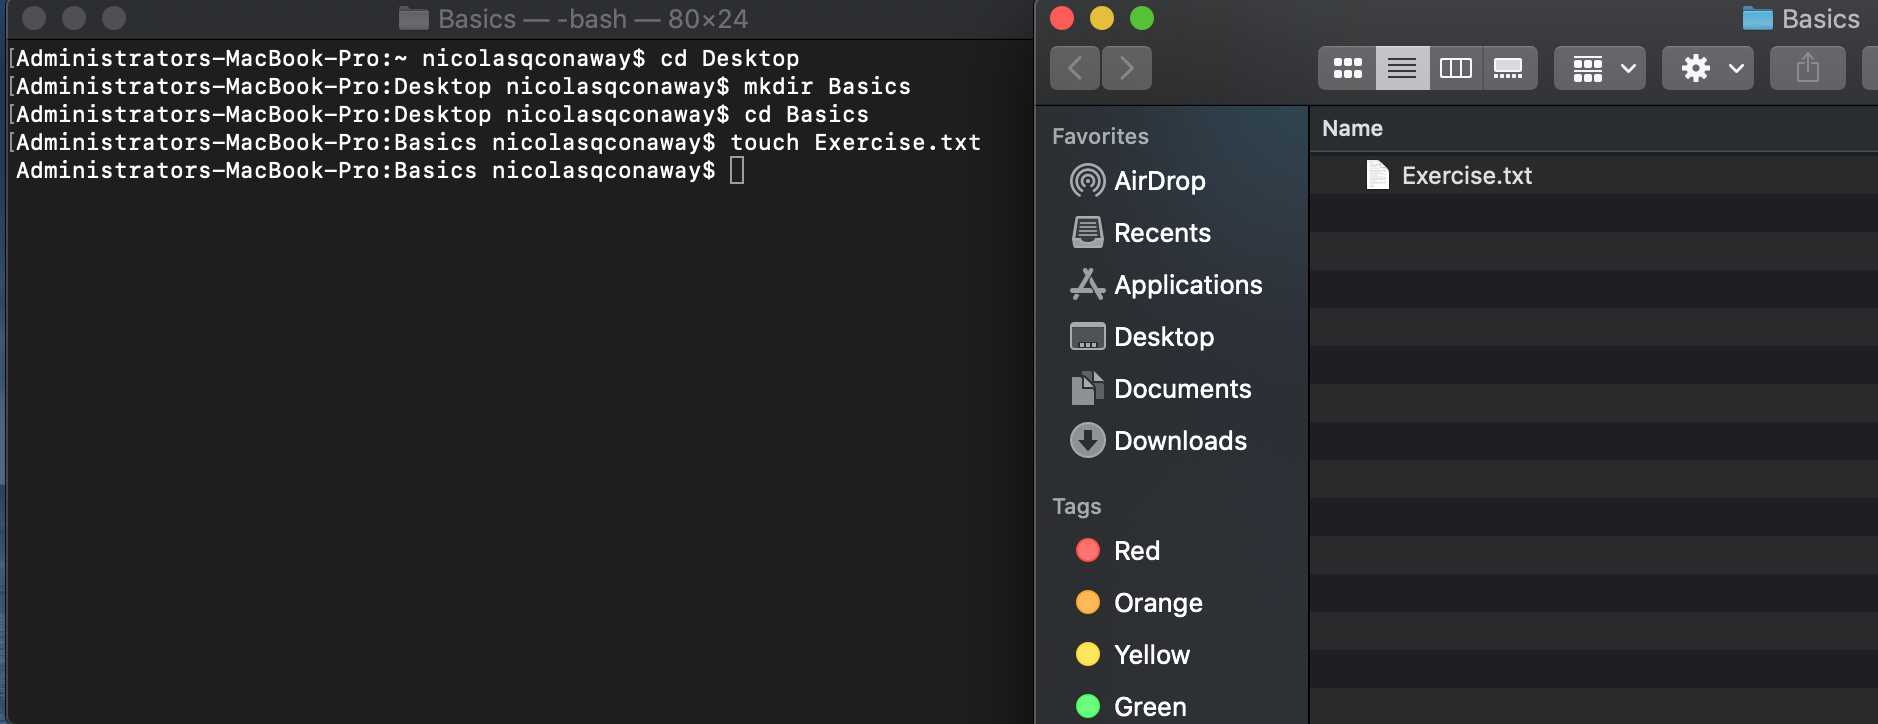 Basics — -bash — 80×24
[Administrators-MacBook-Pro:~ nicolasqconaway$ cd Desktop
[Administrators-MacBook-Pro:Desktop nicolasqconaway$ mkdir Basics
[Administrators-MacBook-Pro:Desktop nicolasqconaway$ cd Basics
[Administrators-MacBook-Pro:Basics nicolasqconaway$ touch Exercise.txt
Administrators-MacBook-Pro:Basics nicolasqconaway$
Basics
Favorites
AirDrop
Recents
Applications
Desktop
Documents
Downloads
Tags
Red
Orange
Yellow
Green
Name
Exercise.txt